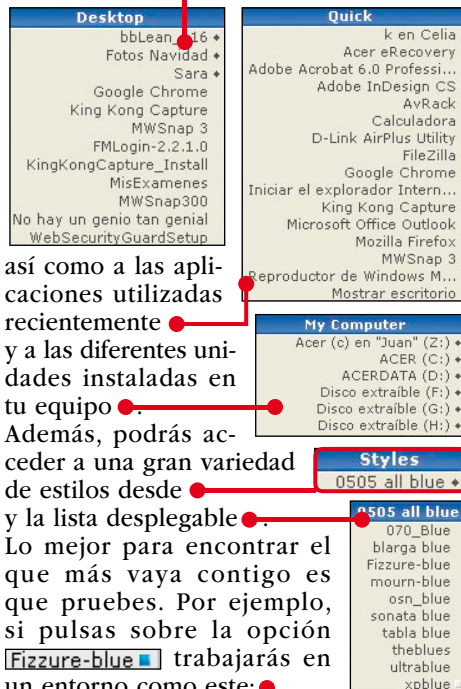 Desktop
bbLean_ 16
Fotos Navidad
Sara
Google Chrome
King Kong Capture
MWSnap 3
FMLogin-2.2.1.0
KingKongCapture_Install
MisExamenes
MWSnap300
No hay un genio tan genial
WebSecurityGuardSetup
Quick
k en Celia
Acer eRecovery
Adobe Acrobat 6.0 Professi...
Adobe InDesign CS
AvRack
Calculadora
D-Link AirPlus Utility
FileZilla
Google Chrome
Iniciar el explorador Intern...
King Kong Capture
Microsoft Office Outlook
Mozilla Firefox
MWSnap 3
Reproductor de Windows M...
Mostrar escritorio
así como a las apli-
caciones utilizadas
recientemente
y a las diferentes uni-
dades instaladas en
tu equipo .
My Computer
Acer (c) en "Juan" (Z:)
ACER (C:)
ACERDATA (D:)
Disco extraíble (F:)
Disco extraíble (G:)
Disco extraíble (H:)
Además, podrás ac-
ceder a una gran variedad
de estilos desde
y la lista desplegable .
Styles
0505 all blue
0505 all blue
070_Blue
blarga blue
Fizzure-blue
mourn-blue
osn_blue
sonata blue
tabla blue
theblues
ultrablue
xpblue
Lo mejor para encontrar el
que más vaya contigo es
que pruebes. Por ejemplo,
si pulsas sobre la opción
Fizzure-blue trabajarás en
un entorno como este: